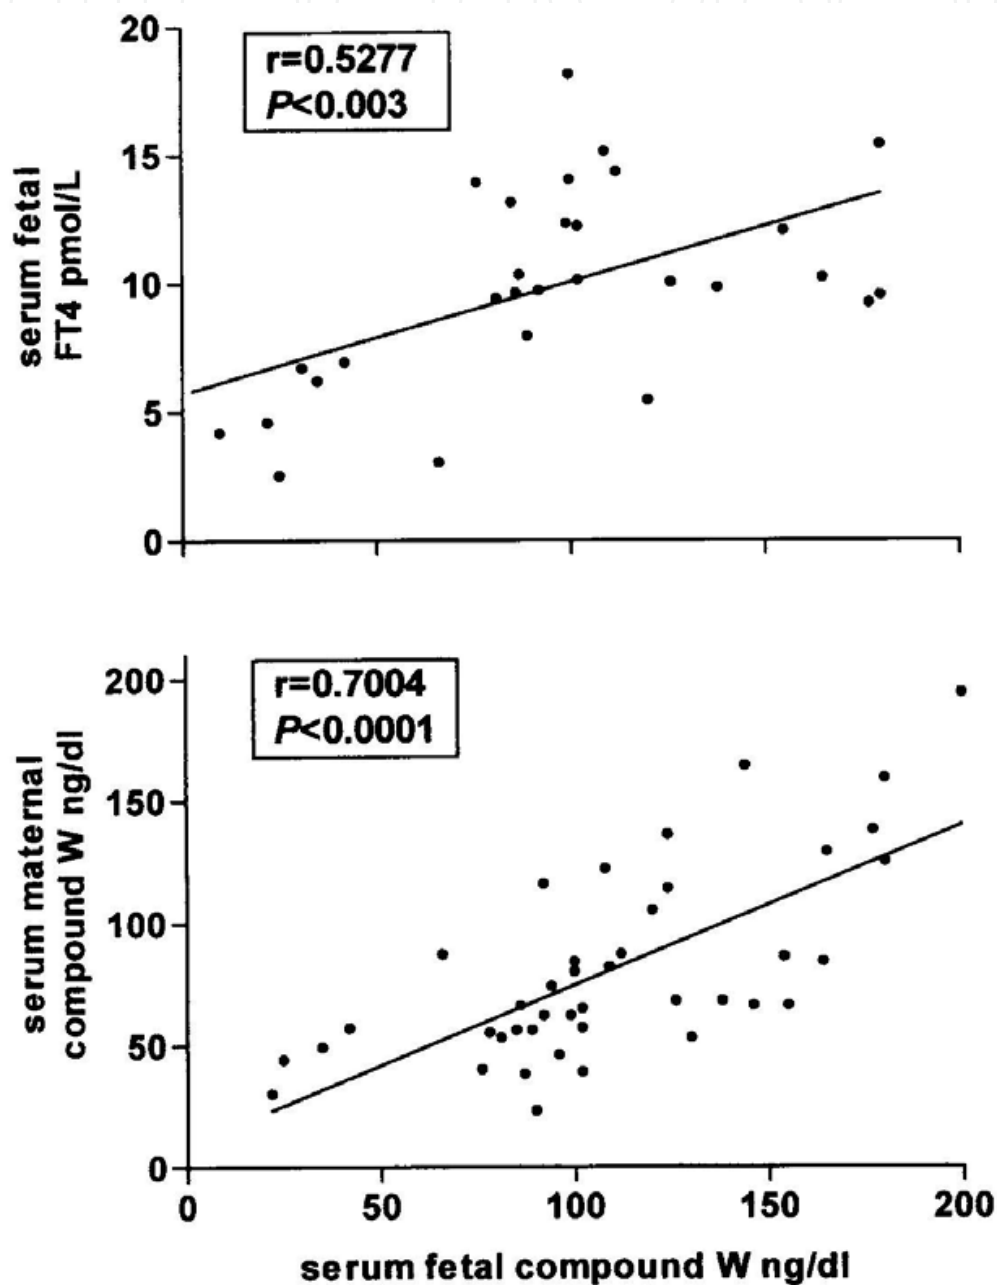 r=0.5277
P<0.003
serum fetal
FT4 pmol/L
20
15
10
5
0
r=0.7004
P<0.0001
serum maternal
compound W ng/dl
200
150
100
50
0
0 50 100 150 200
serum fetal compound W ng/dl